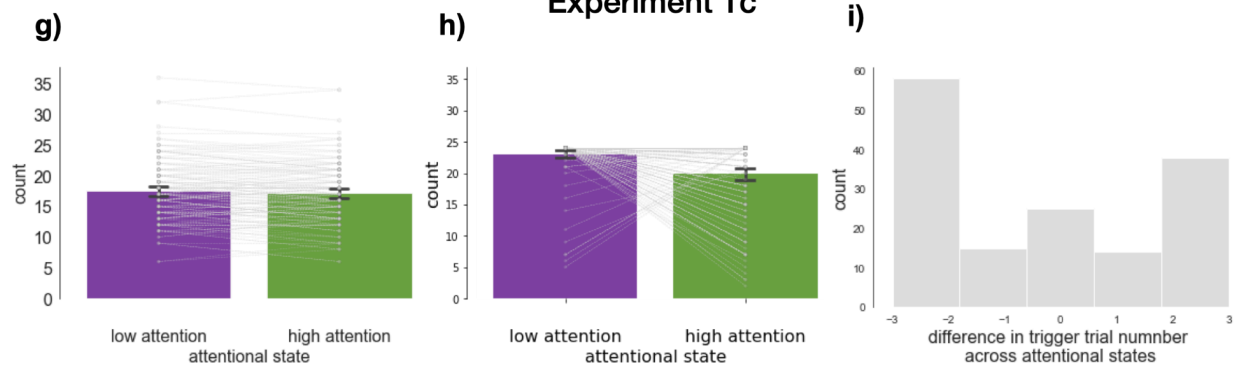 Experiment 1c
g)
h)
i)
count
35
30
25
20
15
10
5
0
low attention
high attention
attentional state
count
35
30
25
20
15
10
5
0
low attention
high attention
attentional state
count
60
50
40
30
20
10
0
−3
−2
−1
0
1
2
3
difference in trigger trial numnber
across attentional states